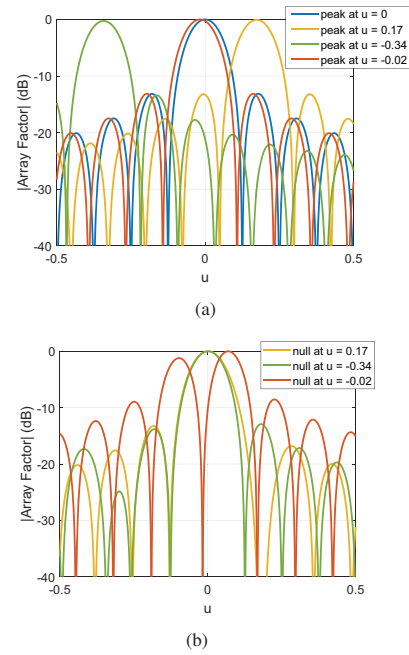 peak at u = 0
peak at u = 0.17
peak at u = -0.34
peak at u = -0.02
0
-10
-20
-30
-40
|Array Factor| (dB)
-0.5
0
0.5
u
(a)
null at u = 0.17
null at u = -0.34
null at u = -0.02
0
-10
-20
-30
-40
|Array Factor| (dB)
-0.5
0
0.5
u
(b)